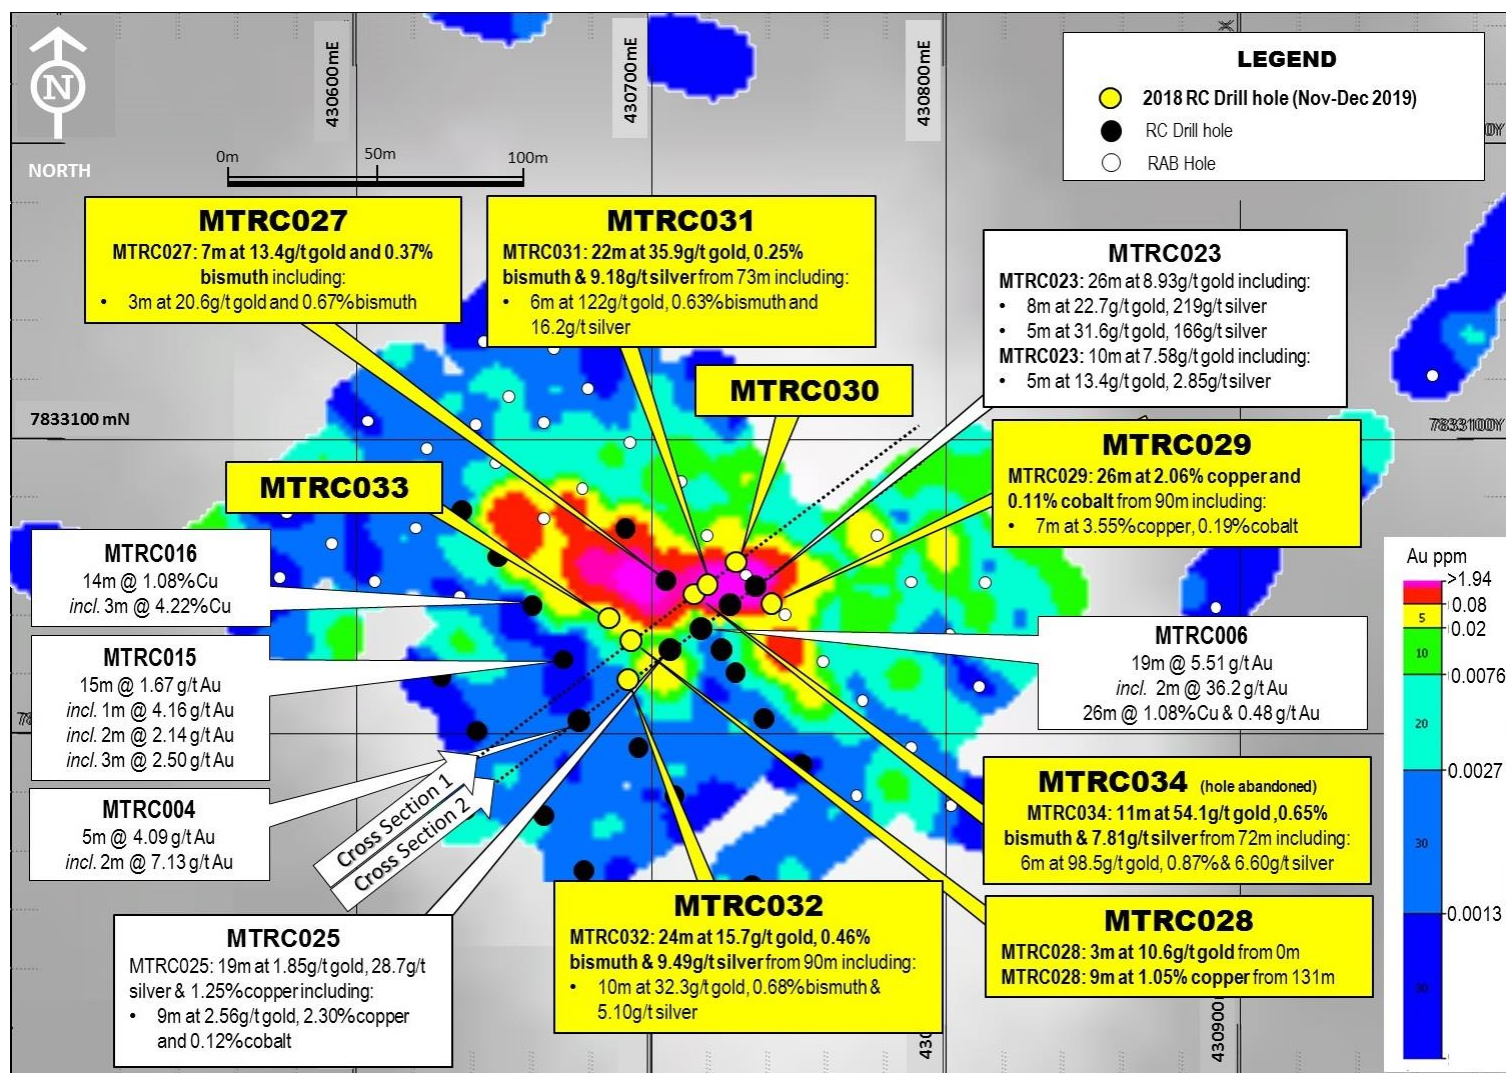 430600mE
430700mE
430800mE
N
NORTH
0m
50m
100m
LEGEND
2018 RC Drill hole (Nov-Dec 2019)
RC Drill hole
RAB Hole
MTRC027
MTRC027: 7m at 13.4g/t gold and 0.37%
bismuth including:
• 3m at 20.6g/t gold and 0.67% bismuth
MTRC031
MTRC031: 22m at 35.9g/t gold, 0.25%
bismuth & 9.18g/t silver from 73m including:
• 6m at 122g/t gold, 0.63% bismuth and
16.2g/t silver
MTRC023
MTRC023: 26m at 8.93g/t gold including:
• 8m at 22.7g/t gold, 219g/t silver
• 5m at 31.6g/t gold, 166g/t silver
MTRC023: 10m at 7.58g/t gold including:
• 5m at 13.4g/t gold, 2.85g/t silver
MTRC030
7833100 mN
7833100Y
MTRC029
MTRC029: 26m at 2.06% copper and
0.11% cobalt from 90m including:
• 7m at 3.55% copper, 0.19% cobalt
MTRC033
MTRC016
14m @ 1.08% Cu
incl. 3m @ 4.22% Cu
MTRC015
15m @ 1.67 g/t Au
incl. 1m @ 4.16 g/t Au
incl. 2m @ 2.14 g/t Au
incl. 3m @ 2.50 g/t Au
MTRC004
5m @ 4.09 g/t Au
incl. 2m @ 7.13 g/t Au
MTRC006
19m @ 5.51 g/t Au
incl. 2m @ 36.2 g/t Au
26m @ 1.08% Cu & 0.48 g/t Au
Au ppm
>1.94
0.08
5
0.02
10
0.0076
20
0.0027
30
0.0013
Cross Section 1
Cross Section 2
MTRC034 (hole abandoned)
MTRC034: 11m at 54.1g/t gold ,0.65%
bismuth & 7.81g/t silver from 72m including:
6m at 98.5g/t gold, 0.87% & 6.60g/t silver
MTRC025
MTRC025: 19m at 1.85g/t gold, 28.7g/t
silver & 1.25% copper including:
• 9m at 2.56g/t gold, 2.30% copper
and 0.12% cobalt
MTRC032
MTRC032: 24m at 15.7g/t gold, 0.46%
bismuth & 9.49g/t silver from 90m including:
• 10m at 32.3g/t gold, 0.68% bismuth &
5.10g/t silver
MTRC028
MTRC028: 3m at 10.6g/t gold from 0m
MTRC028: 9m at 1.05% copper from 131m
430900mE